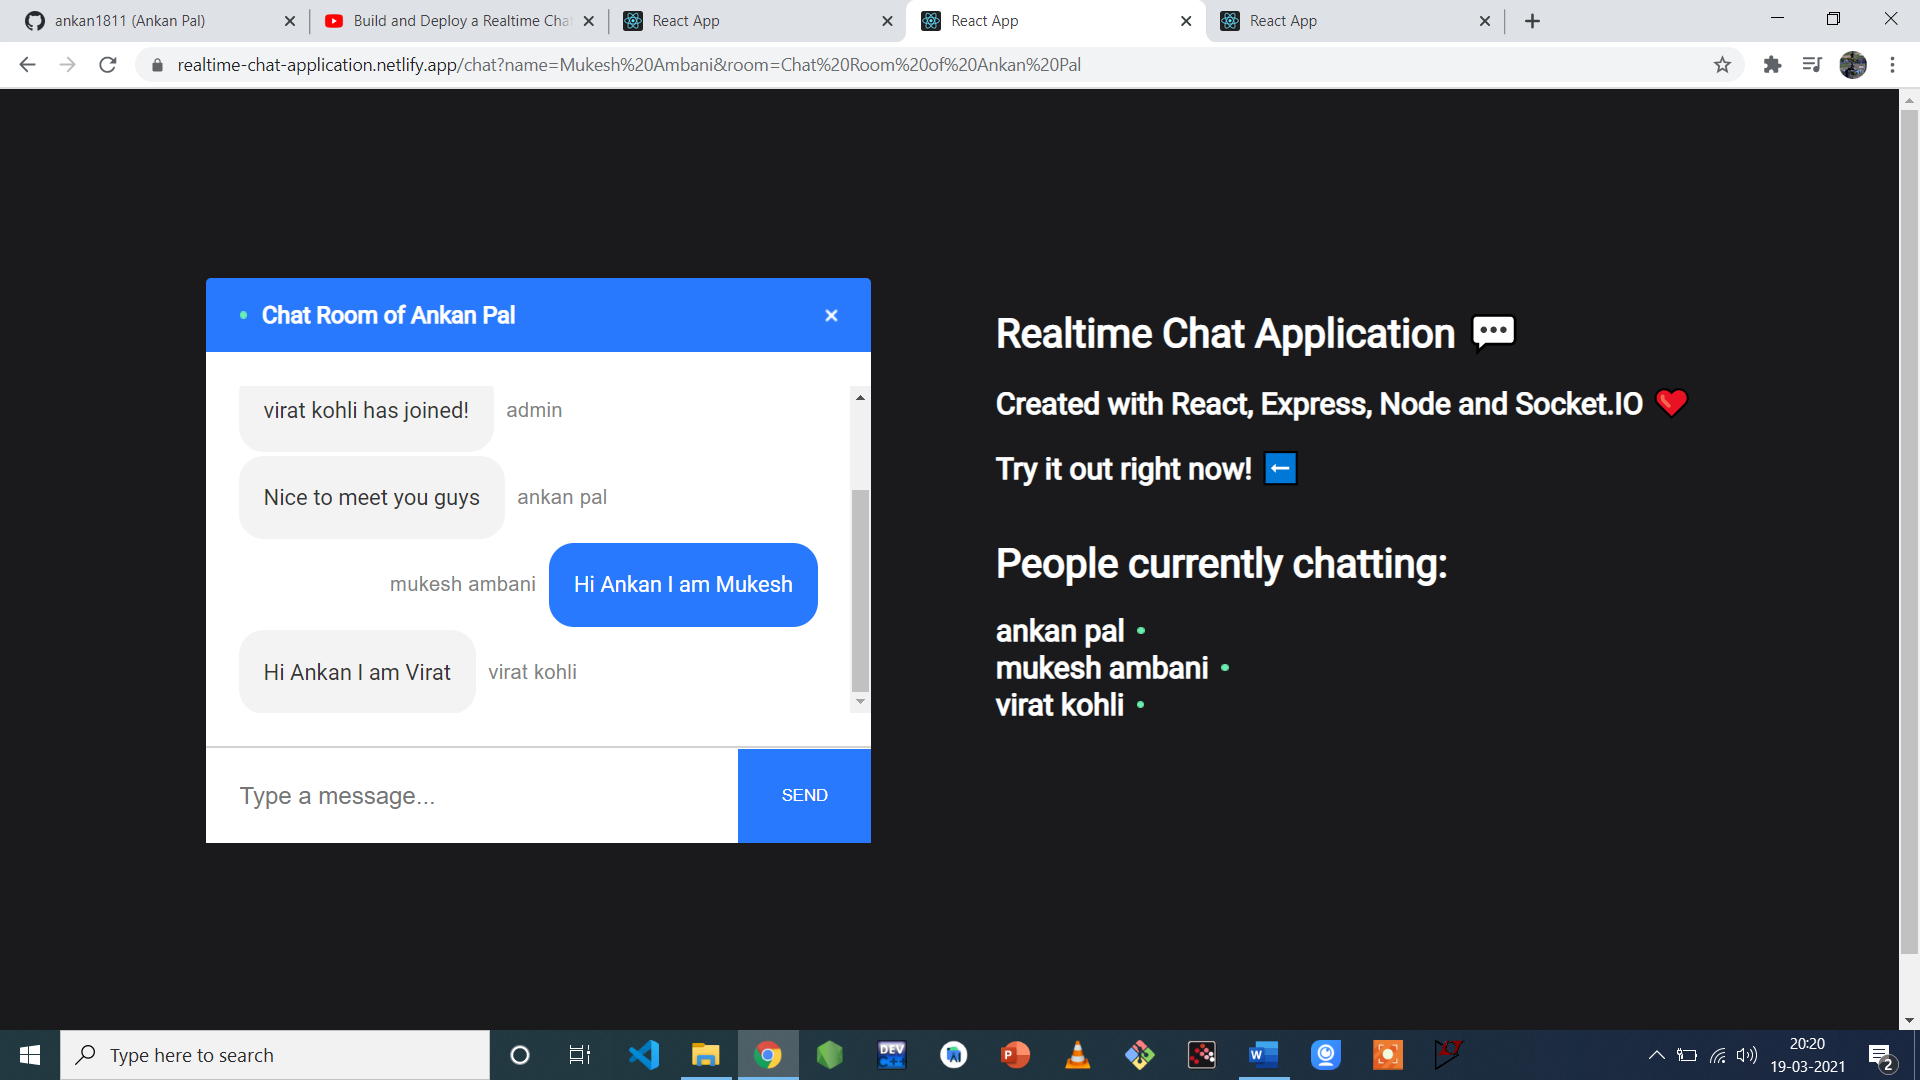 ankan1811 (Ankan Pal)
Build and Deploy a Realtime Cha
React App
React App
React App
realtime-chat-application.netlify.app/chat?name=Mukesh%20Ambani&room=Chat%20Room%20of%20Ankan%20Pal
Chat Room of Ankan Pal
virat kohli has joined! admin
Nice to meet you guys ankan pal
mukesh ambani Hi Ankan I am Mukesh
Hi Ankan I am Virat virat kohli
Type a message...
SEND
Realtime Chat Application
Created with React, Express, Node and Socket.IO
Try it out right now!
People currently chatting:
ankan pal
mukesh ambani
virat kohli
Type here to search
DEV
C++
P
W
20:20
19-03-2021
2